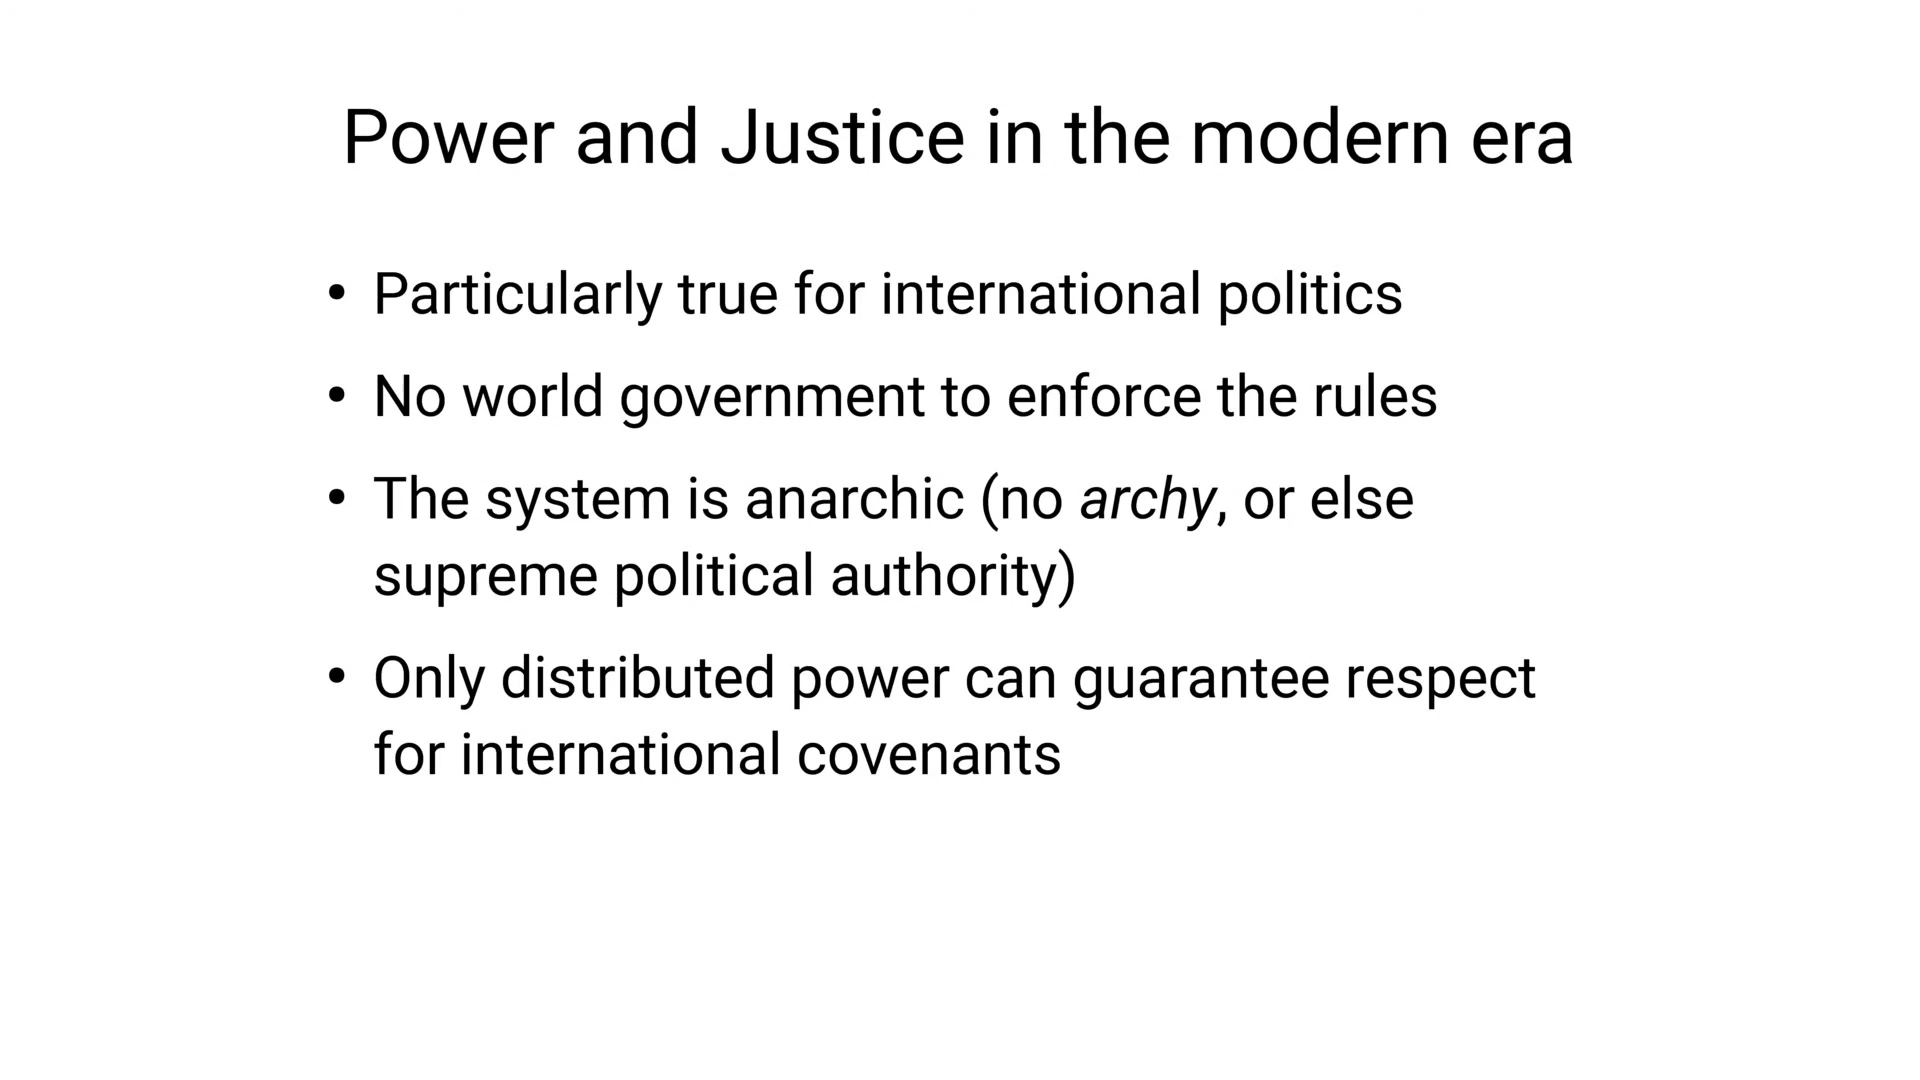 Power and Justice in the modern era
• Particularly true for international politics
• No world government to enforce the rules
• The system is anarchic (no archy, or else
supreme political authority)
• Only distributed power can guarantee respect
for international covenants